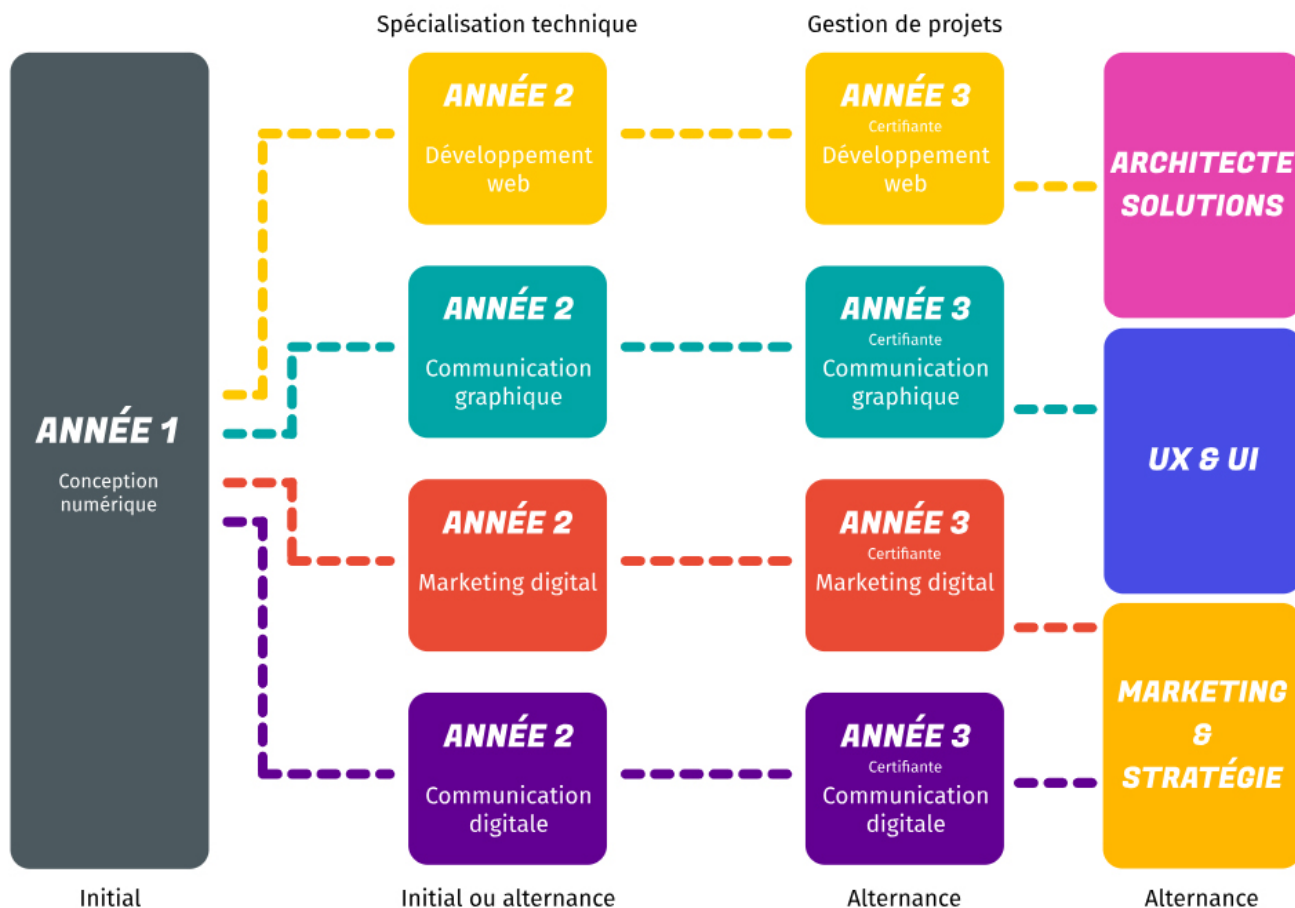 Spécialisation technique
Gestion de projets
ANNÉE 1
Conception
numérique
ANNÉE 2
Développement
web
ANNÉE 3
Certifiante
Développement
web
ARCHITECTE
SOLUTIONS
ANNÉE 2
Communication
graphique
ANNÉE 3
Certifiante
Communication
graphique
UX & UI
ANNÉE 2
Marketing digital
ANNÉE 3
Certifiante
Marketing digital
MARKETING
&
STRATÉGIE
ANNÉE 2
Communication
digitale
ANNÉE 3
Certifiante
Communication
digitale
Initial
Initial ou alternance
Alternance
Alternance